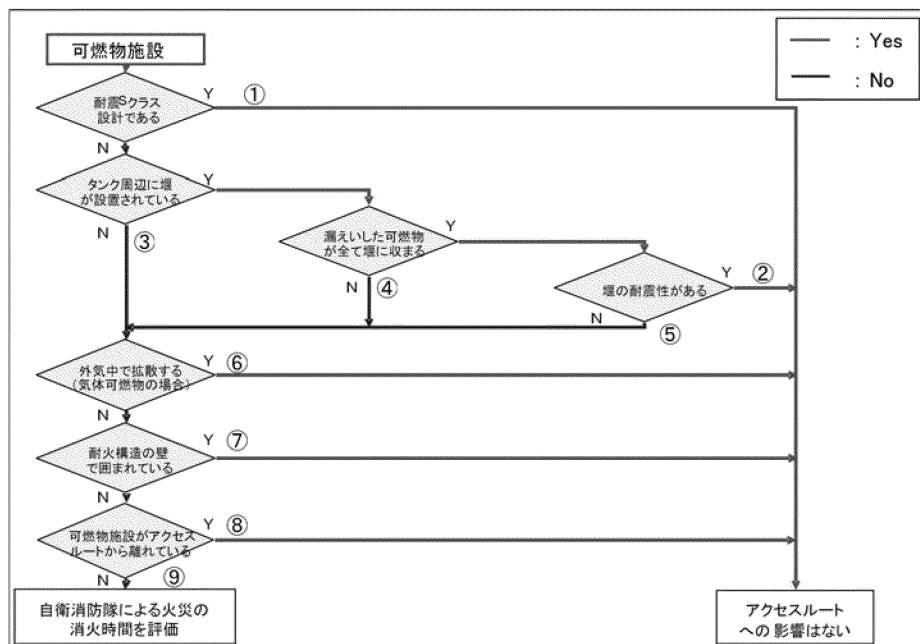 可燃物施設
： Yes
： No
耐震Sクラス
設計である
Y
①
N
タンク周辺に堰
が設置されている
Y
N
③
漏えいした可燃物
が全て堰に収まる
Y
N
④
堰の耐震性がある
Y
②
N
⑤
外気中で拡散する
（気体可燃物の場合）
Y
⑥
N
耐火構造の壁
で囲まれている
Y
⑦
N
可燃物施設がアクセス
ルートから離れている
Y
⑧
N
⑨
自衛消防隊による火災の
消火時間を評価
アクセスルート
への影響はない